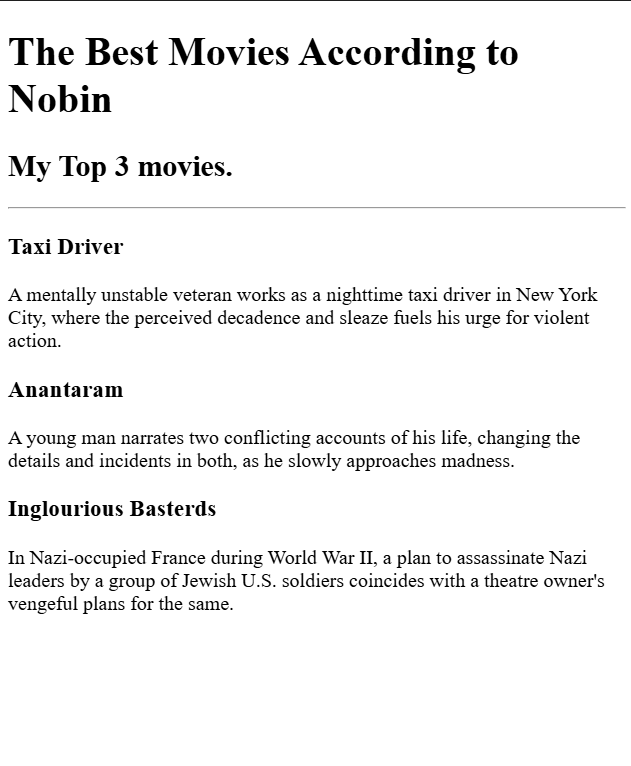 The Best Movies According to
Nobin
My Top 3 movies.
Taxi Driver
A mentally unstable veteran works as a nighttime taxi driver in New York
City, where the perceived decadence and sleaze fuels his urge for violent
action.
Anantaram
A young man narrates two conflicting accounts of his life, changing the
details and incidents in both, as he slowly approaches madness.
Inglourious Basterds
In Nazi-occupied France during World War II, a plan to assassinate Nazi
leaders by a group of Jewish U.S. soldiers coincides with a theatre owner's
vengeful plans for the same.